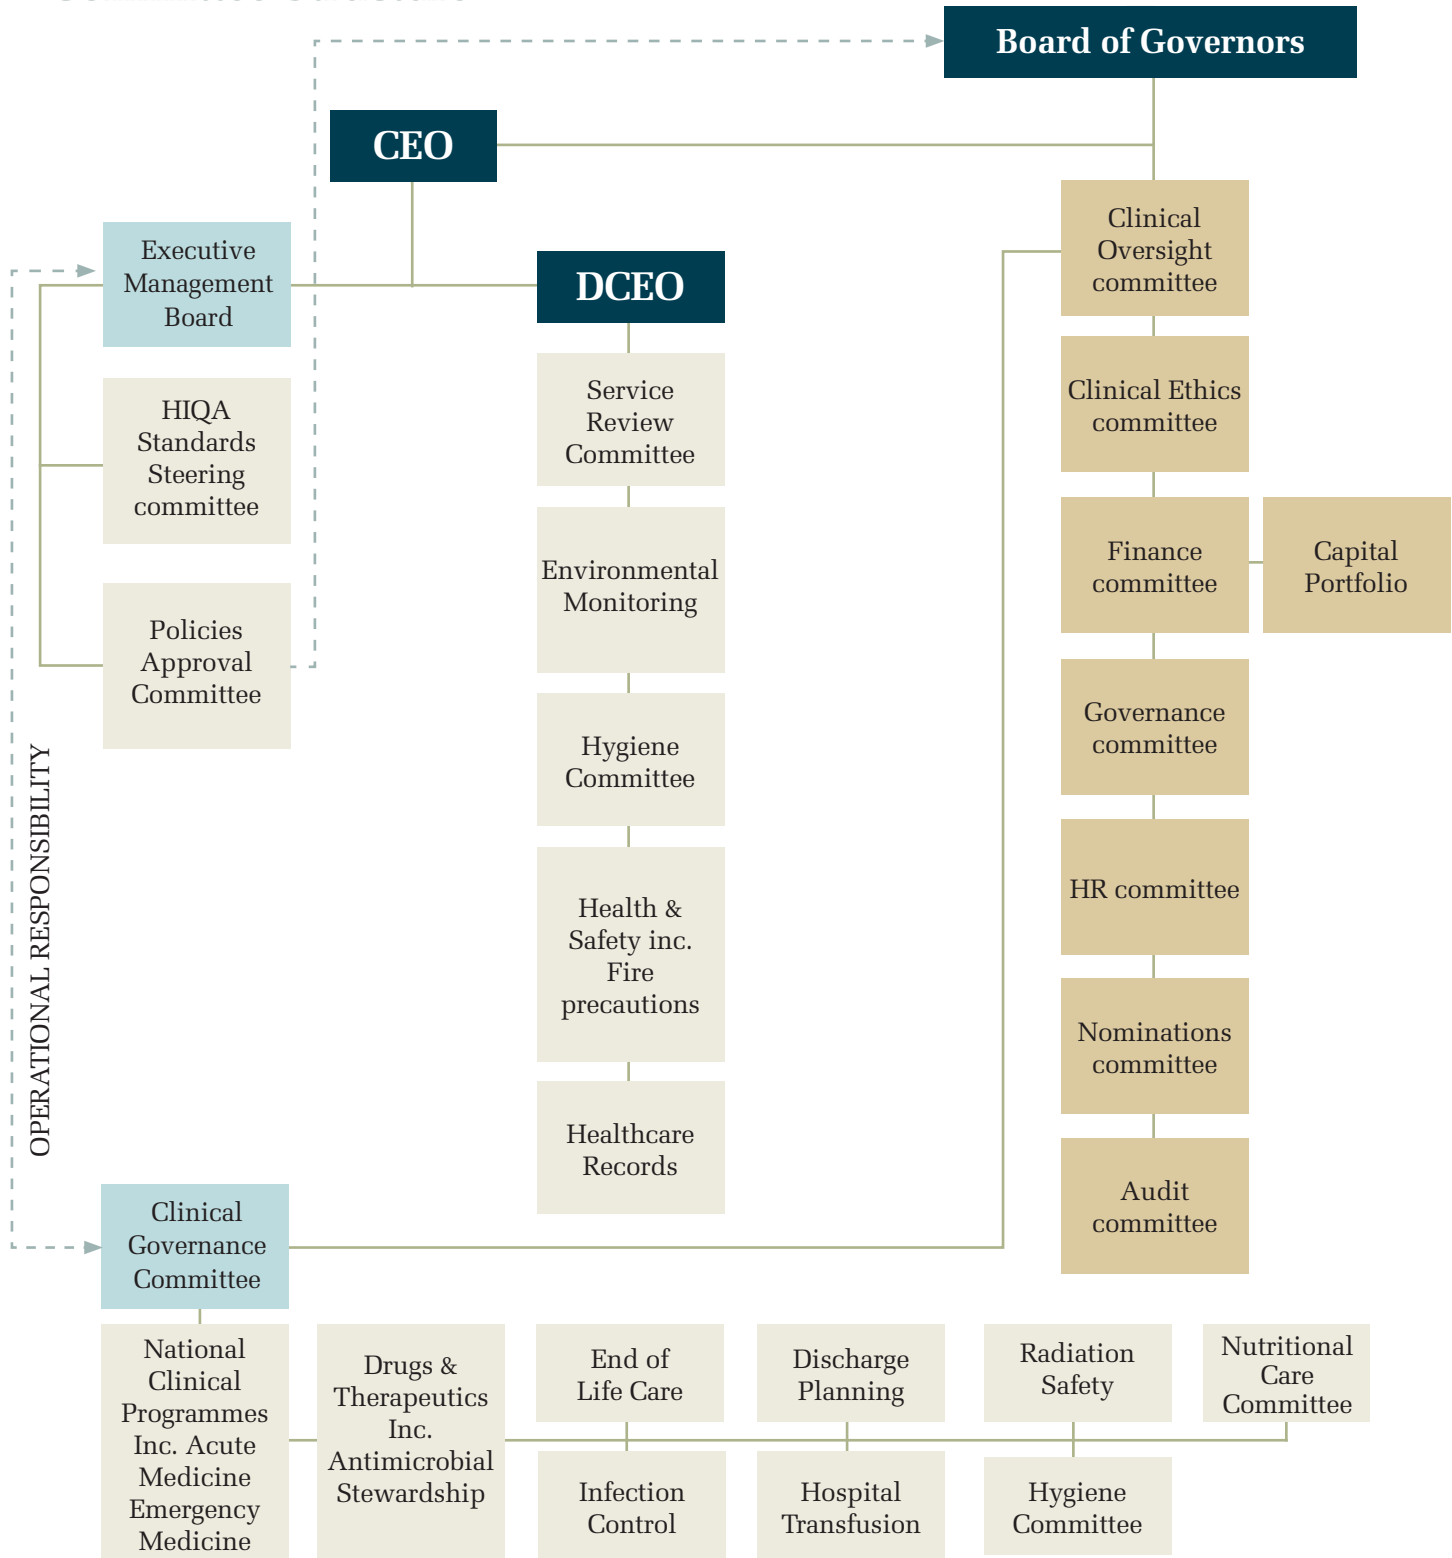 Board of Governors
CEO
Clinical
Oversight
committee
Executive
Management
Board
DCEO
HIQA
Standards
Steering
committee
Service
Review
Committee
Clinical Ethics
committee
Finance
committee
Capital
Portfolio
Environmental
Monitoring
Policies
Approval
Committee
Governance
committee
Hygiene
Committee
OPERATIONAL RESPONSIBILITY
HR committee
Health &
Safety inc.
Fire
precautions
Nominations
committee
Healthcare
Records
Audit
committee
Clinical
Governance
Committee
National
Clinical
Programmes
Inc. Acute
Medicine
Emergency
Medicine
Drugs &
Therapeutics
Inc.
Antimicrobial
Stewardship
End of
Life Care
Discharge
Planning
Radiation
Safety
Nutritional
Care
Committee
Infection
Control
Hospital
Transfusion
Hygiene
Committee